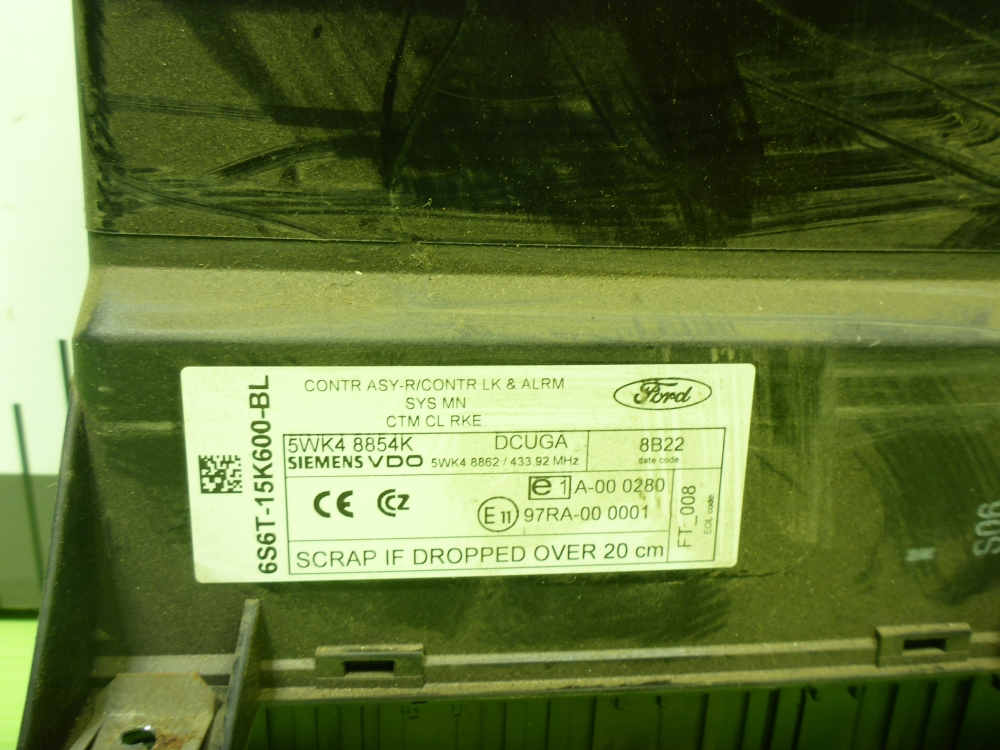 6S6T-15K600-BL
CONTR ASY-R/CONTR LK & ALRM
SYS MN
CTM CL RKE
Ford
5WK4 8854K DCUGA
SIEMENS VDO 5WK4 8862 / 433,92 MHz
8B22
date code
CE CCZ
e1 A-00 0280
E11 97RA-00 0001
FT_008
EOL code
SCRAP IF DROPPED OVER 20 cm
S06